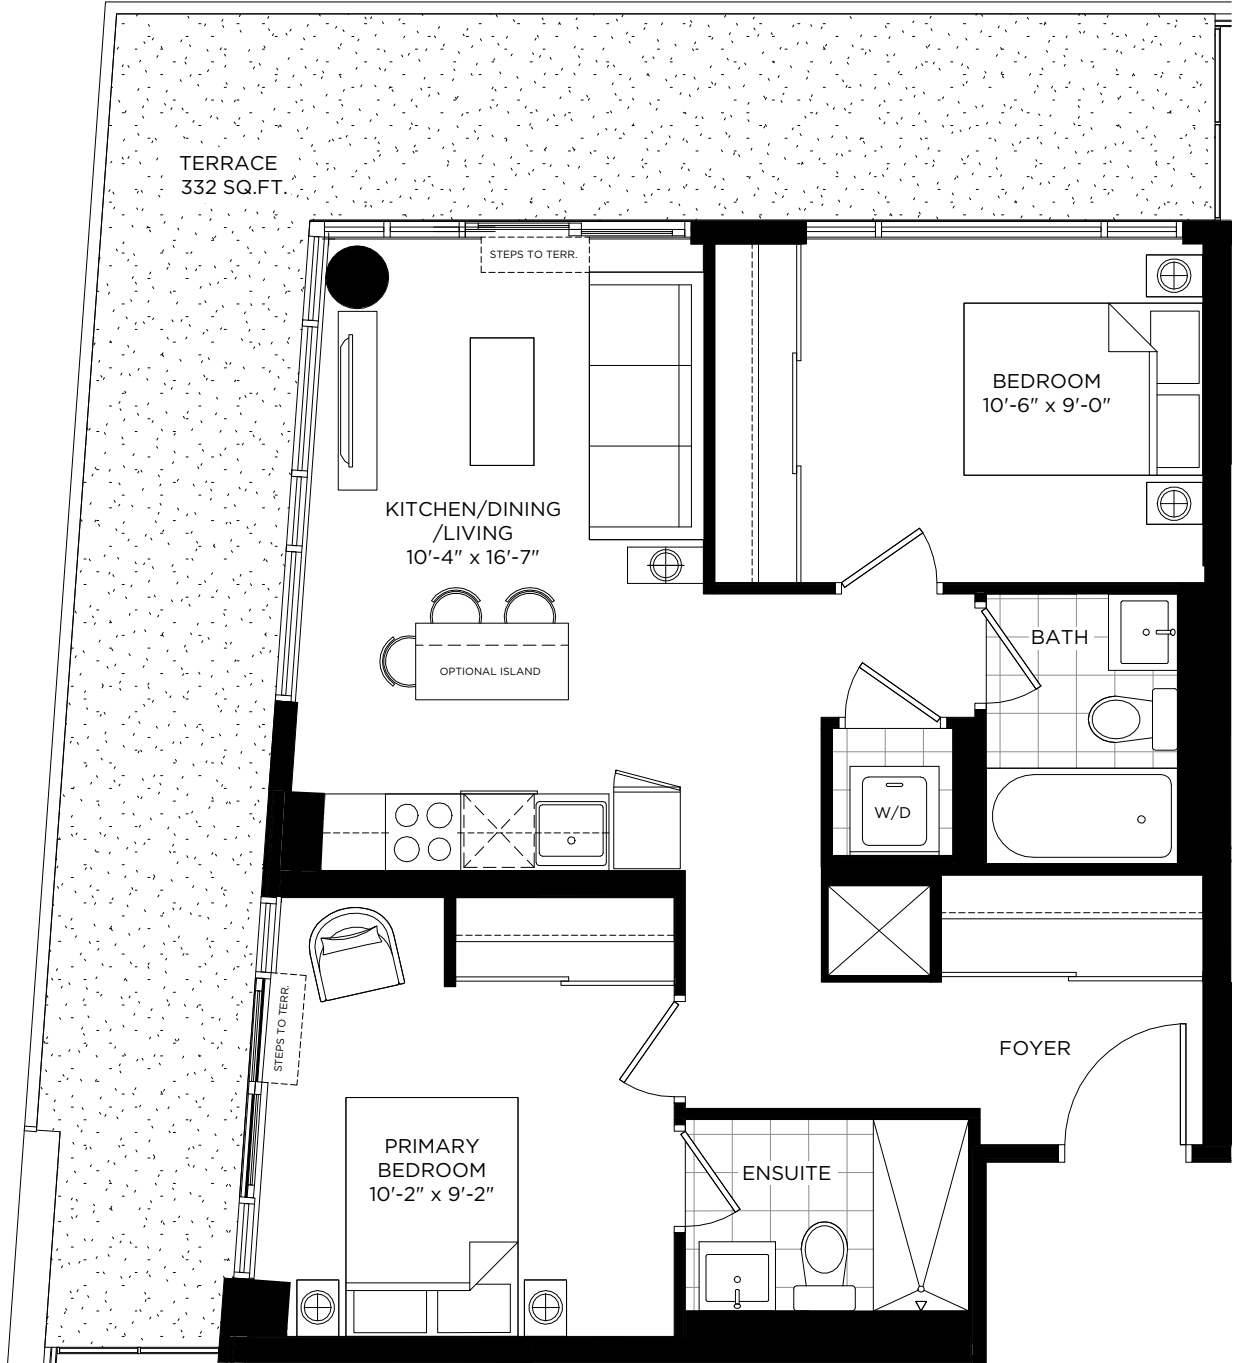 TERRACE
332 SQ.FT.
STEPS TO TERR.
BEDROOM
10'-6" x 9'-0"
KITCHEN/DINING
/LIVING
10'-4" x 16'-7"
BATH
OPTIONAL ISLAND
W/D
STEPS TO TERR.
FOYER
PRIMARY
BEDROOM
10'-2" x 9'-2"
ENSUITE